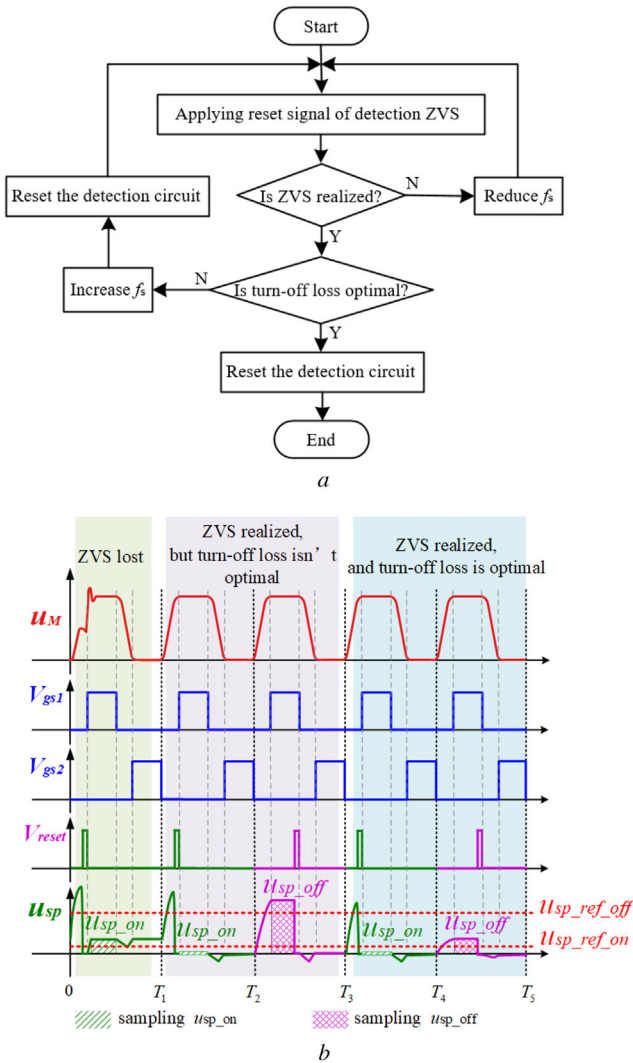 Start
Applying reset signal of detection ZVS
Is ZVS realized?
N
Reduce fs
Reset the detection circuit
Y
Increase fs
N
Is turn-off loss optimal?
Y
Reset the detection circuit
End
a
ZVS lost
ZVS realized,
but turn-off loss isn’t
optimal
ZVS realized,
and turn-off loss is optimal
uM
Vgs1
Vgs2
Vreset
usp
usp_on
usp_on
usp_off
usp_on
usp_off
usp_ref_off
usp_ref_on
0 T1 T2 T3 T4 T5
sampling usp_on sampling usp_off
b